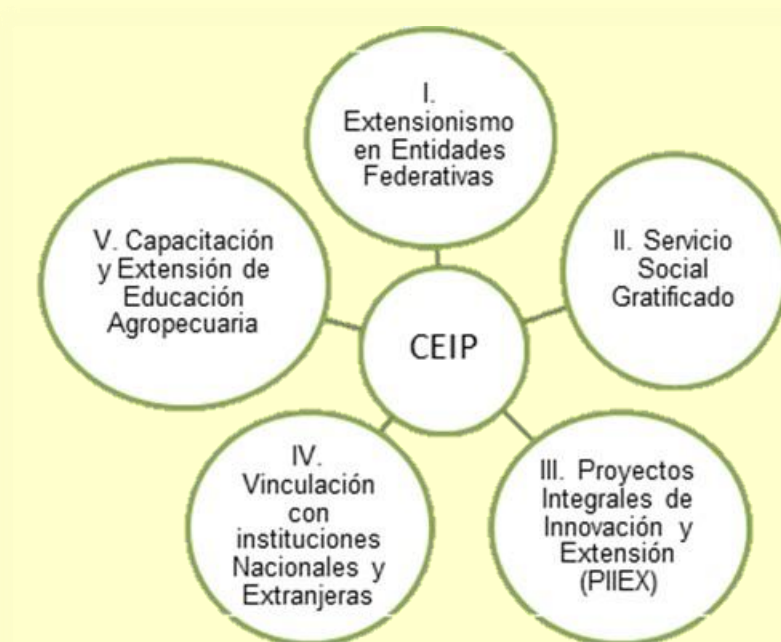 I.
Extensionismo
en Entidades
Federativas
II. Servicio
Social
Gratificado
III. Proyectos
Integrales de
Innovación y
Extensión
(PIIEX)
IV.
Vinculación
con
instituciones
Nacionales y
Extranjeras
V. Capacitación
y Extensión de
Educación
Agropecuaria
CEIP